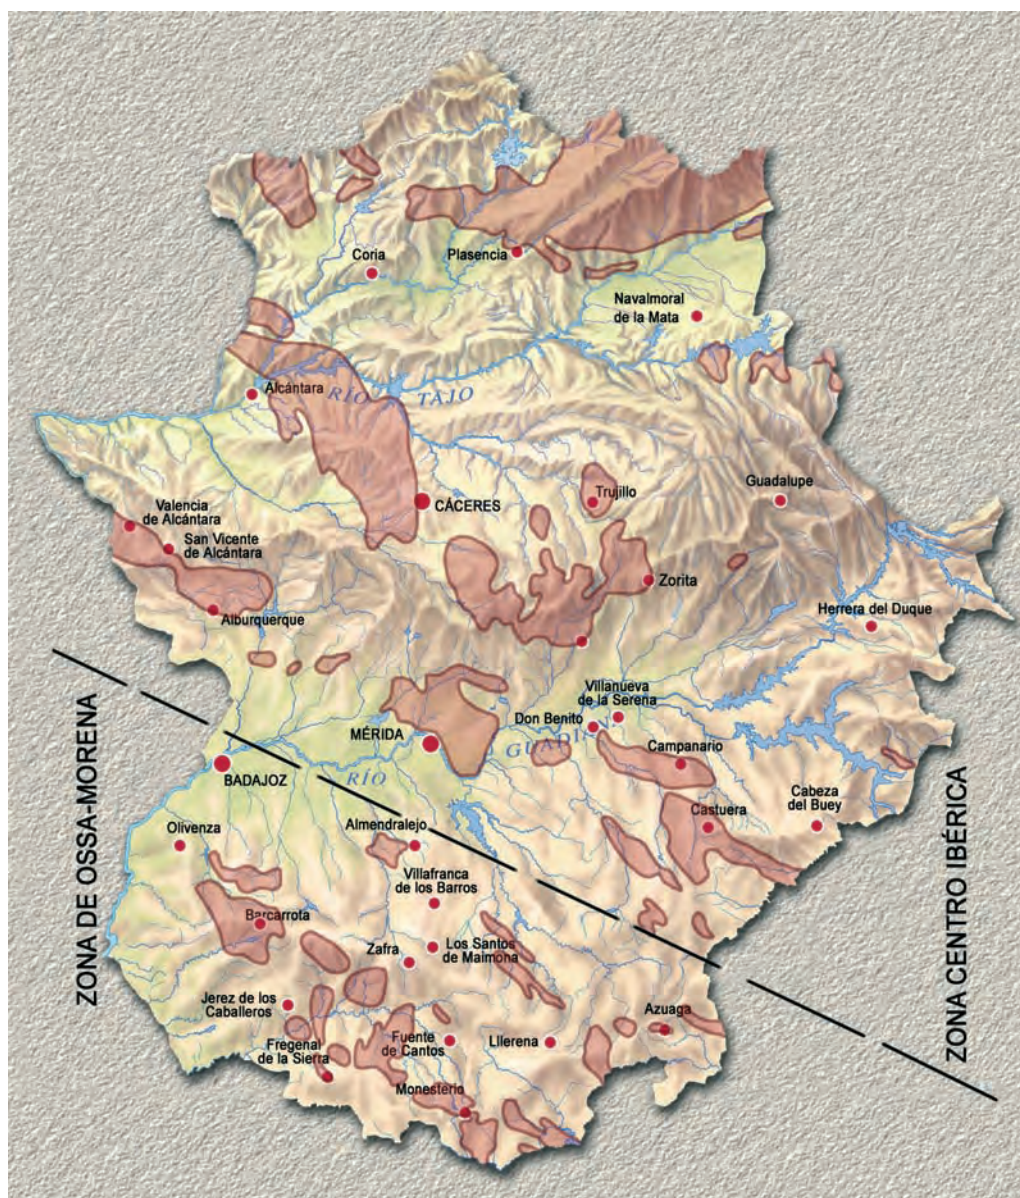 Coria
Plasencia
Navalmoral
de la Mata
Alcántara
RÍO TAJO
CÁCERES
Trujillo
Guadalupe
Valencia
de Alcántara
San Vicente
de Alcántara
Alburquerque
Zorita
Herrera del Duque
Villanueva
de la Serena
Don Benito
MÉRIDA
RÍO GUADIANA
Campanario
BADAJOZ
Cabeza
del Buey
Castuera
Olivenza
Almendralejo
Villafranca
de los Barros
Barcarrota
Zafra
Los Santos
de Maimona
Jerez de los
Caballeros
Azuaga
Fregenal
de la Sierra
Fuente
de Cantos
Llerena
Monesterio
ZONA DE OSSA-MORENA
ZONA CENTRO IBÉRICA